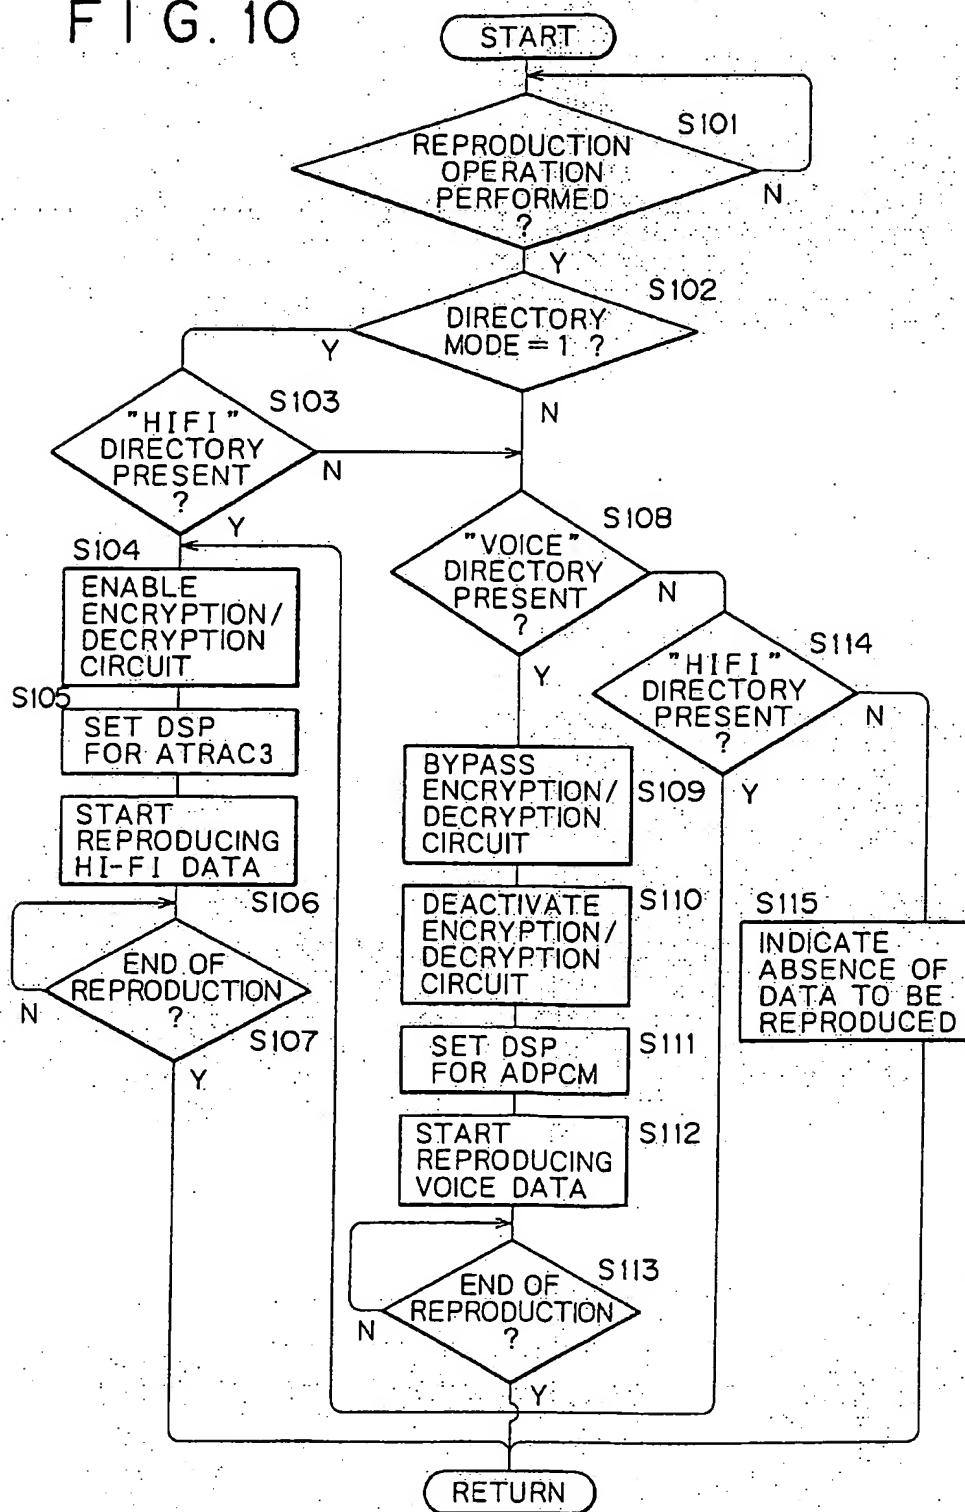 FIG. 10
START
S101
REPRODUCTION
OPERATION
PERFORMED
?
N
Y
S102
DIRECTORY
MODE = 1 ?
Y
N
S103
"HIFI"
DIRECTORY
PRESENT
?
N
Y
S108
"VOICE"
DIRECTORY
PRESENT
?
N
Y
S104
ENABLE
ENCRYPTION/
DECRYPTION
CIRCUIT
S105
SET DSP
FOR ATRAC3
START
REPRODUCING
HI-FI DATA
S106
END OF
REPRODUCTION
?
N
S107
Y
S114
"HIFI"
DIRECTORY
PRESENT
?
N
Y
BYPASS
ENCRYPTION/
DECRYPTION
CIRCUIT
S109
DEACTIVATE
ENCRYPTION/
DECRYPTION
CIRCUIT
S110
SET DSP
FOR ADPCM
S111
START
REPRODUCING
VOICE DATA
S112
S113
END OF
REPRODUCTION
?
N
Y
S115
INDICATE
ABSENCE OF
DATA TO BE
REPRODUCED
RETURN